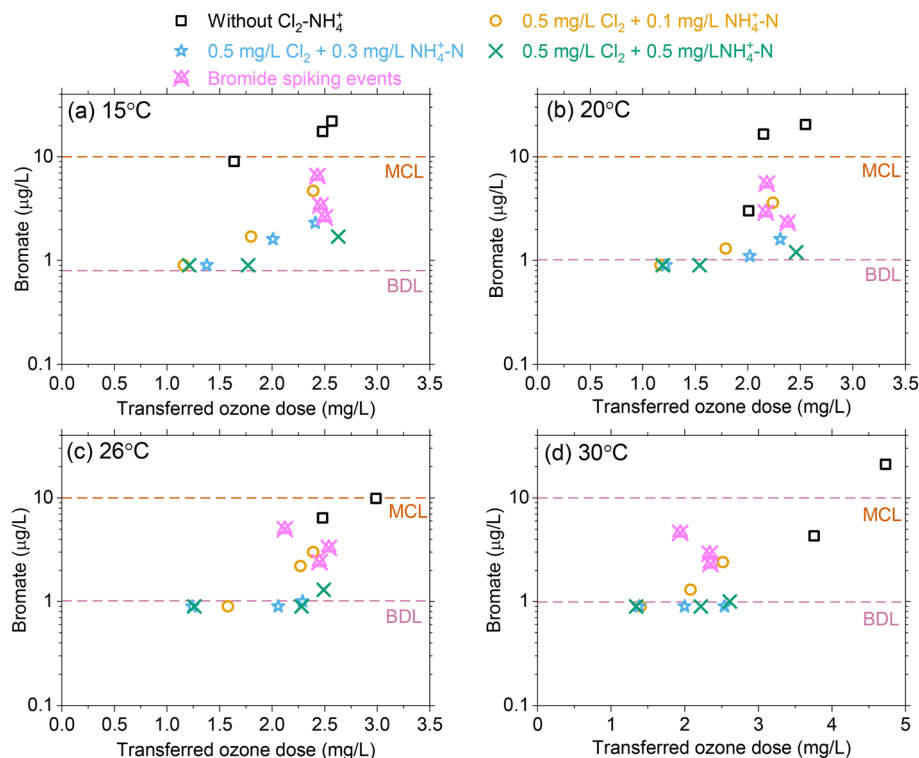 Without Cl₂-NH₄⁺
0.5 mg/L Cl₂ + 0.1 mg/L NH₄⁺-N
0.5 mg/L Cl₂ + 0.3 mg/L NH₄⁺-N
0.5 mg/L Cl₂ + 0.5 mg/LNH₄⁺-N
Bromide spiking events
(a) 15°C
Bromate (µg/L)
10
1
0.1
MCL
BDL
0.0 0.5 1.0 1.5 2.0 2.5 3.0 3.5
Transferred ozone dose (mg/L)
(b) 20°C
Bromate (µg/L)
10
1
0.1
MCL
BDL
0.0 0.5 1.0 1.5 2.0 2.5 3.0 3.5
Transferred ozone dose (mg/L)
(c) 26°C
Bromate (µg/L)
10
1
0.1
MCL
BDL
0.0 0.5 1.0 1.5 2.0 2.5 3.0 3.5
Transferred ozone dose (mg/L)
(d) 30°C
Bromate (µg/L)
10
1
0.1
MCL
BDL
0 1 2 3 4 5
Transferred ozone dose (mg/L)